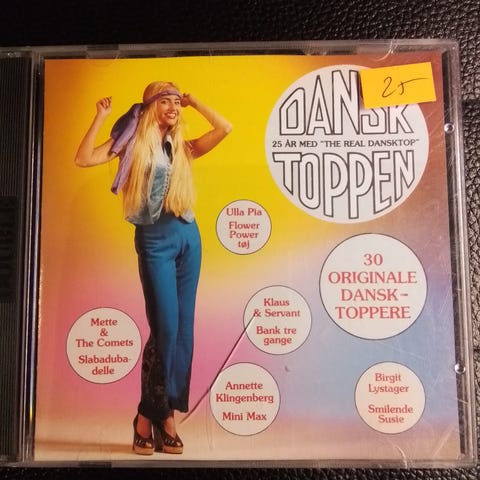 25
DANSK
25 ÅR MED "THE REAL DANSKTOP"
TOPPEN
Ulla Pia
Flower
Power
tøj
30
ORIGINALE
DANSK-
TOPPERE
Klaus
& Servant
Bank tre
gange
Mette
&
The Comets
Slabaduba-
delle
Annette
Klingenberg
Mini Max
Birgit
Lystager
Smilende
Susie